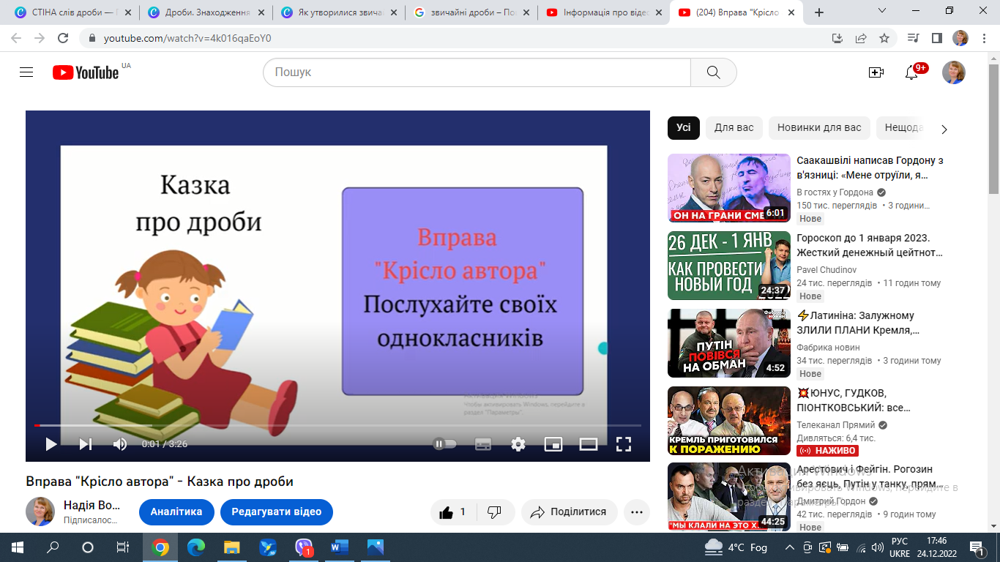 СТІНА слів дроби — 
Дроби. Знаходження
Як утворилися звичай
звичайні дроби – По
Інформація про віде
(204) Вправа "Крісло
youtube.com/watch?v=4k016qaEoY0
YouTube UA
Пошук
9+
Казка
про дроби
Вправа
"Крісло автора"
Послухайте своїх
однокласників
Чтобы активировать Windows, перейдите в
раздел "Параметры".
0:01 / 3:26
Вправа "Крісло автора" - Казка про дроби
Надія Во...
Підписалос...
Аналітика
Редагувати відео
1
Поділитися
Усі
Для вас
Новинки для вас
Нещода
ОН НА ГРАНИ СМЕ
6:01
Саакашвілі написав Гордону з
в'язниці: «Мене отруїли, я...
В гостях у Гордона
150 тис. переглядів • 3 години...
Нове
26 ДЕК - 1 ЯНВ
КАК ПРОВЕСТИ
НОВЫЙ ГОД
24:37
Гороскоп до 1 января 2023.
Жесткий денежный цейтнот...
Pavel Chudinov
24 тис. переглядів • 11 годин тому
Нове
Фабрика
новин
ПУТІН
ПОВІВСЯ
НА ОБМАН
4:52
⚡Латиніна: Залужному
ЗЛИЛИ ПЛАНИ Кремля,...
Фабрика новин
34 тис. переглядів • 3 години тому
Нове
КРЕМЛЬ ПРИГОТОВИЛСЯ
К ПОРАЖЕНИЮ
💥ЮНУС, ГУДКОВ,
ПІОНТКОВСЬКИЙ: все...
Телеканал Прямий
Дивляться: 6,4 тис.
НАЖИВО
"МЫ КЛАЛИ НА ЭТО Х
44:25
Арестович і Фейгін. Рогозин
без яєць, Путін у танку, прям...
Дмитрий Гордон
42 тис. переглядів • 9 годин тому
Нове
Активация Windows
Чтобы активировать Windows, перейдите в
раздел "Параметры".
1
4°C Fog
РУС
UKRE
17:46
24.12.2022
1